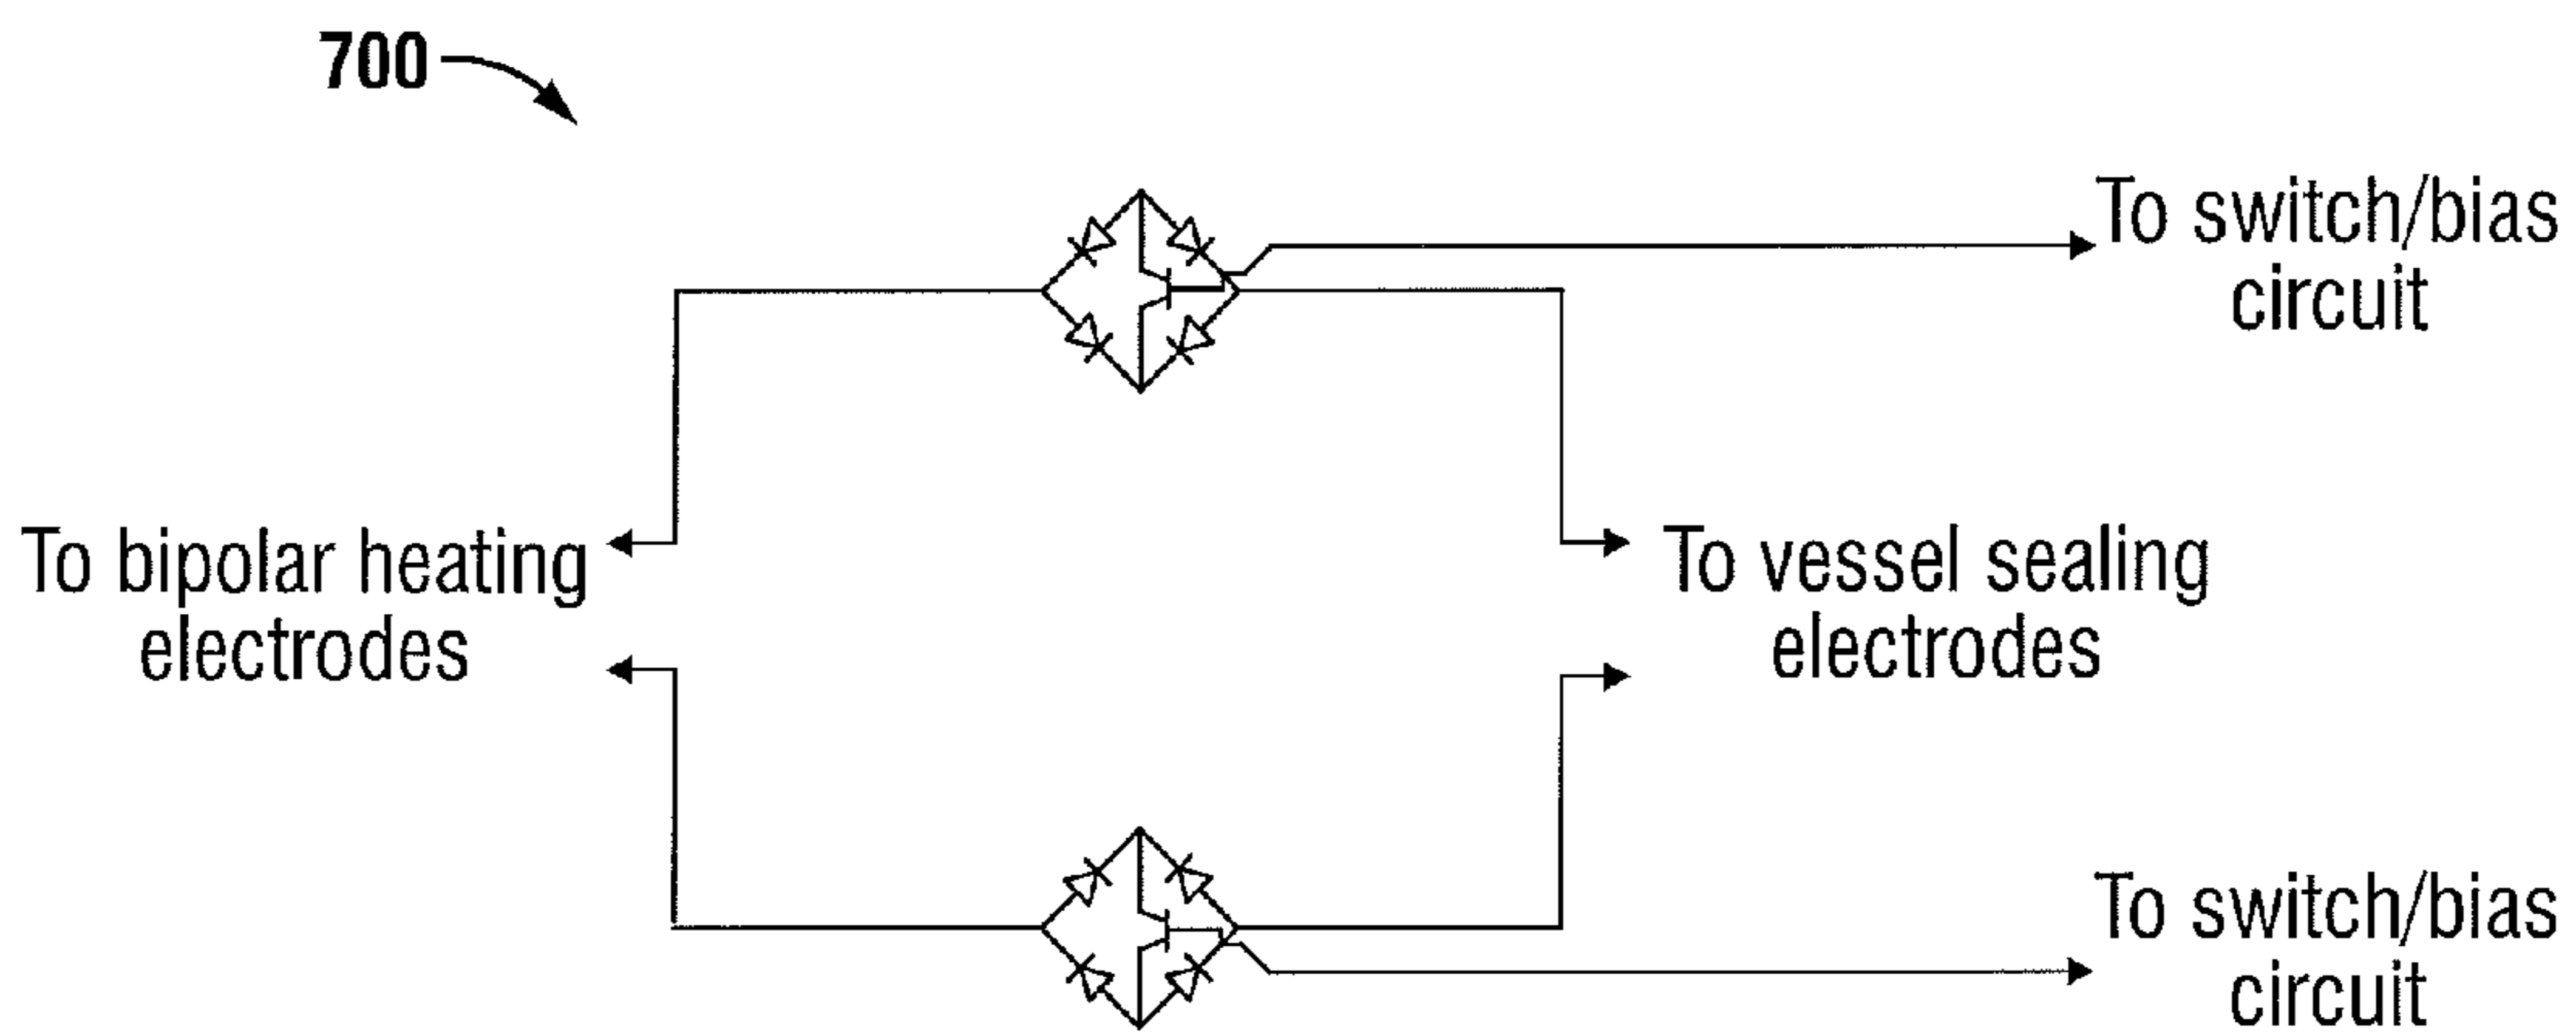 700
To switch/bias
circuit
To bipolar heating
electrodes
To vessel sealing
electrodes
To switch/bias
circuit